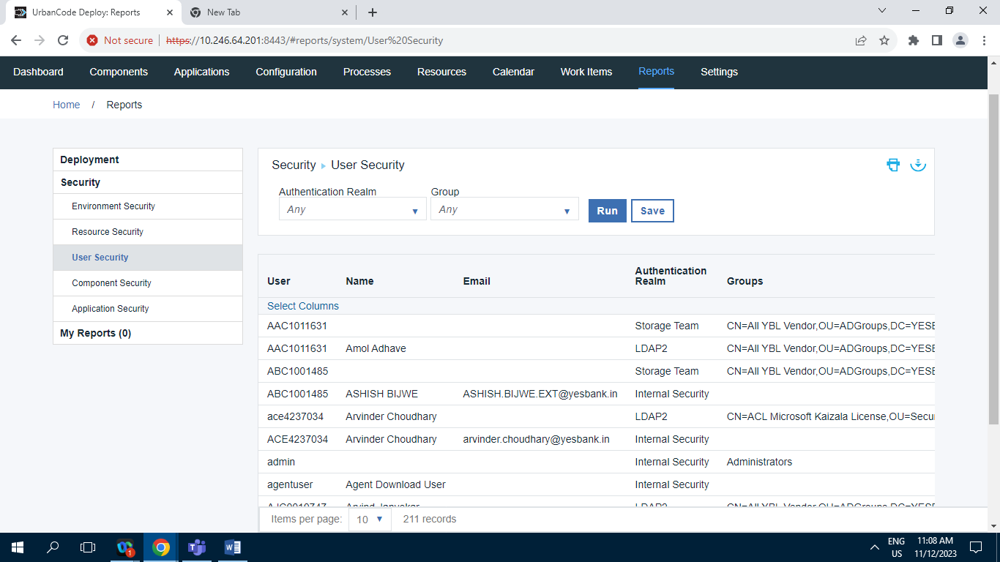 UrbanCode Deploy: Reports
New Tab
Not secure https://10.246.64.201:8443/#reports/system/User%20Security
Dashboard Components Applications Configuration Processes Resources Calendar Work Items Reports Settings
Home / Reports
Deployment
Security
Environment Security
Resource Security
User Security
Component Security
Application Security
My Reports (0)
Security User Security
Authentication Realm Group
Any Any Run Save
User Name Email Authentication Realm Groups
Select Columns
AAC1011631 Storage Team CN=All YBL Vendor,OU=ADGroups,DC=YESB
AAC1011631 Amol Adhave LDAP2 CN=All YBL Vendor,OU=ADGroups,DC=YESB
ABC1001485 Storage Team CN=All YBL Vendor,OU=ADGroups,DC=YESB
ABC1001485 ASHISH BIJWE ASHISH.BIJWE.EXT@yesbank.in Internal Security
ace4237034 Arvinder Choudhary LDAP2 CN=ACL Microsoft Kaizala License,OU=Secu
ACE4237034 Arvinder Choudhary arvinder.choudhary@yesbank.in Internal Security
admin Internal Security Administrators
agentuser Agent Download User Internal Security
Items per page: 10 211 records
1
ENG
US
11:08 AM
11/12/2023